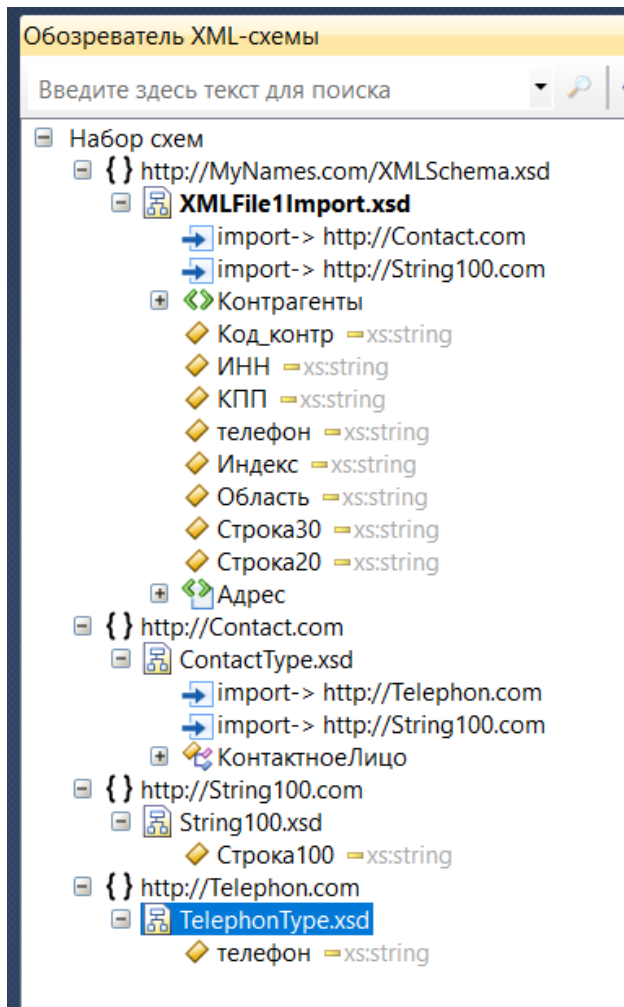 Обозреватель XML-схемы
Введите здесь текст для поиска
Набор схем
{ } http://MyNames.com/XMLSchema.xsd
XMLFile1Import.xsd
import-> http://Contact.com
import-> http://String100.com
Контрагенты
Код_контр xs:string
ИНН xs:string
КПП xs:string
телефон xs:string
Индекс xs:string
Область xs:string
Строка30 xs:string
Строка20 xs:string
Адрес
{ } http://Contact.com
ContactType.xsd
import-> http://Telephon.com
import-> http://String100.com
КонтактноеЛицо
{ } http://String100.com
String100.xsd
Строка100 xs:string
{ } http://Telephon.com
TelephonType.xsd
телефон xs:string